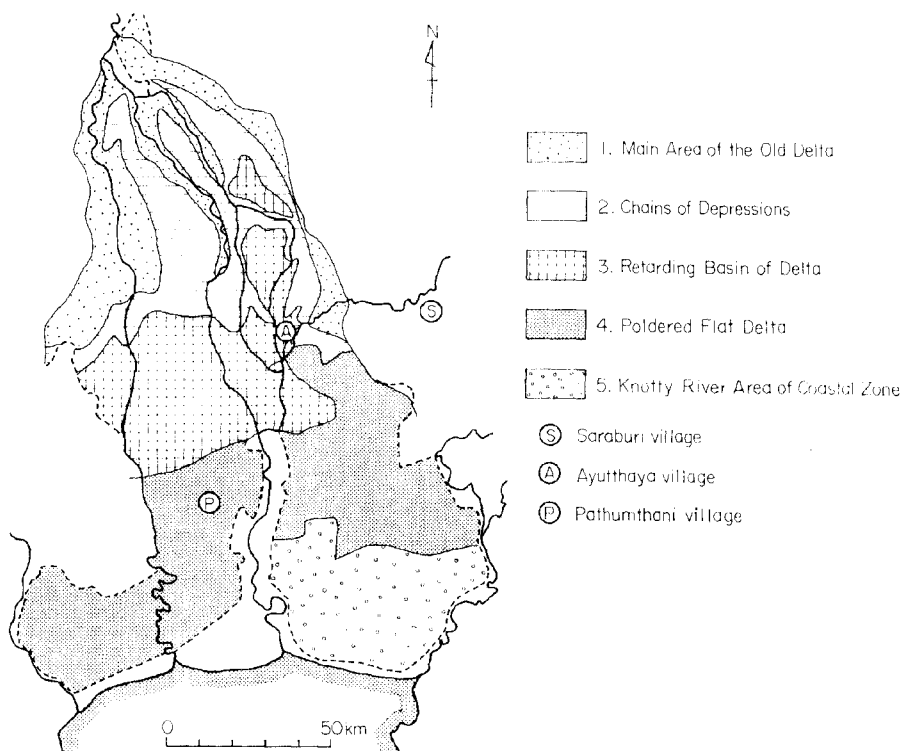 N
1. Main Area of the Old Delta
2. Chains of Depressions
3. Retarding Basin of Delta
4. Poldered Flat Delta
5. Knotty River Area of Coastal Zone
S Saraburi village
A Ayutthaya village
P Pathumthani village
S
A
P
0 50km